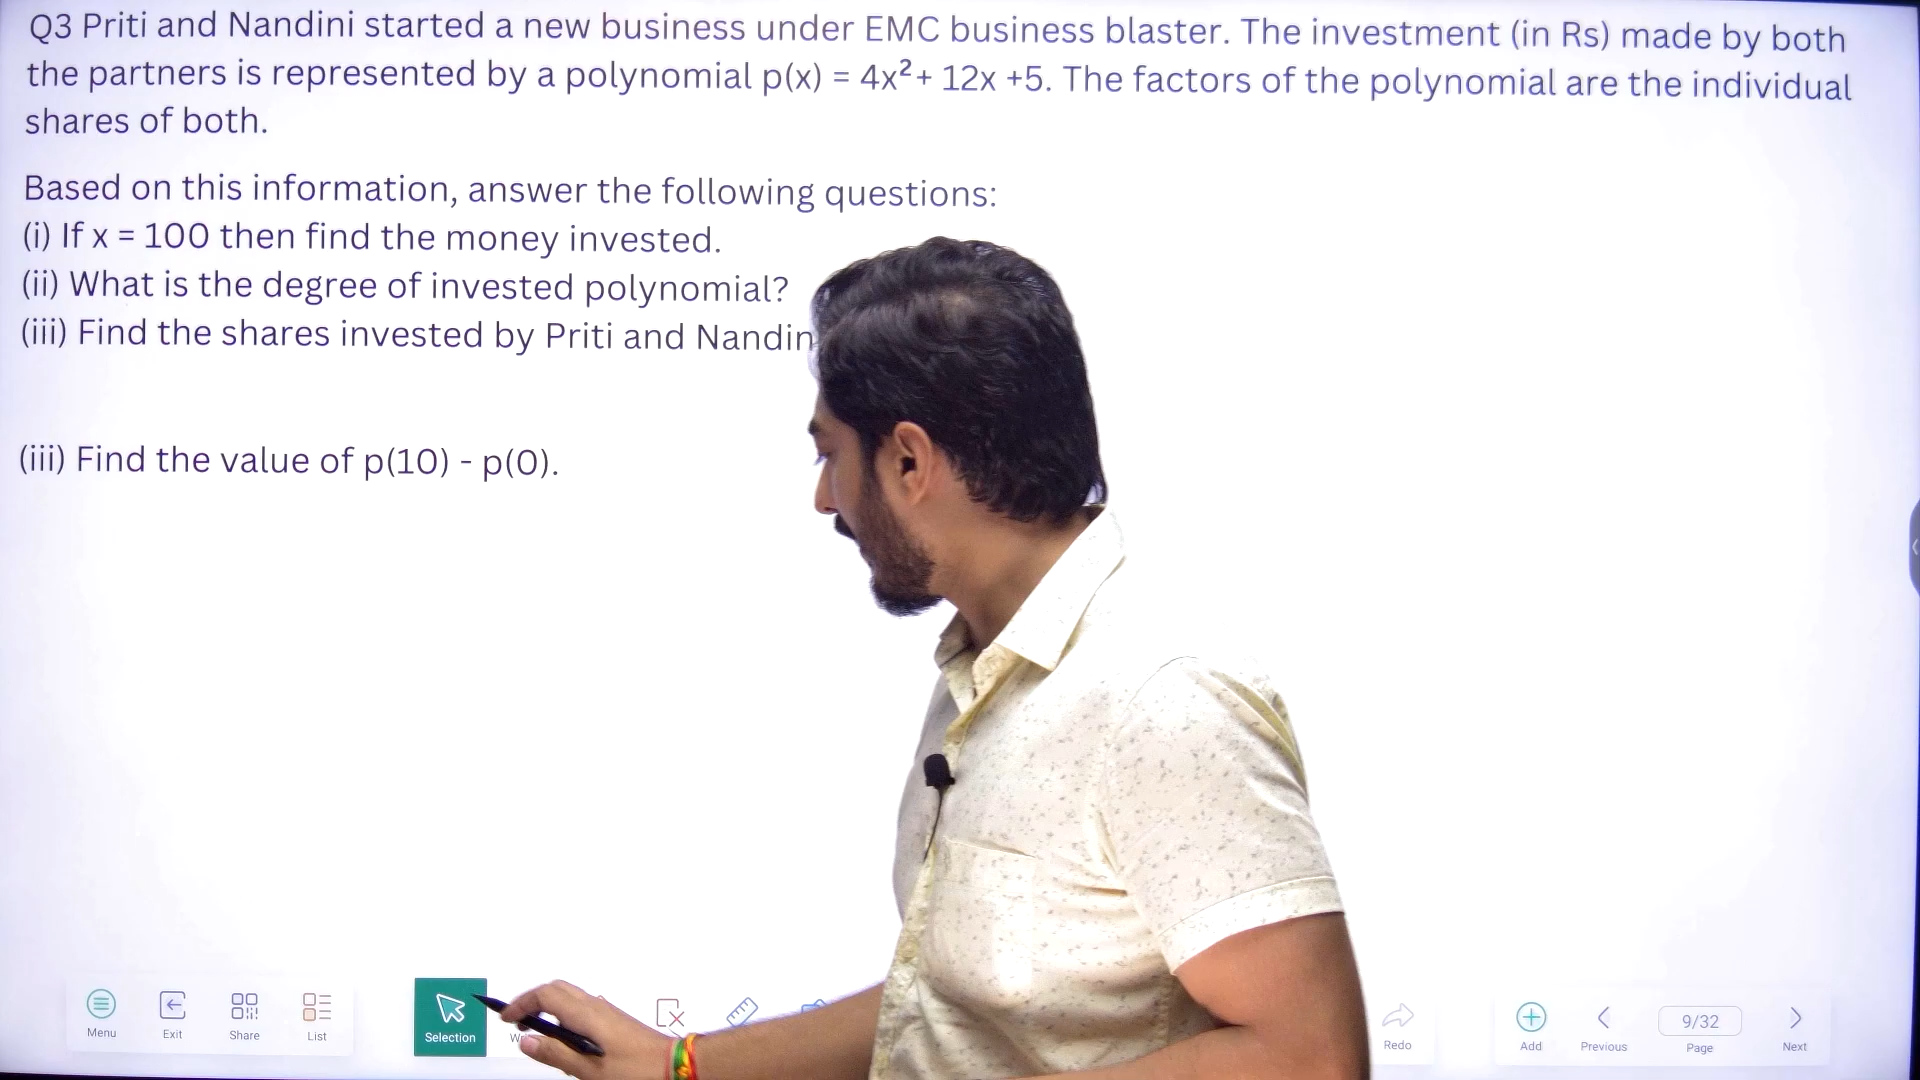 Q3 Priti and Nandini started a new business under EMC business blaster. The investment (in Rs) made by both
the partners is represented by a polynomial p(x) = 4x²+ 12x +5. The factors of the polynomial are the individual
shares of both.
Based on this information, answer the following questions:
(i) If x = 100 then find the money invested.
(ii) What is the degree of invested polynomial?
(iii) Find the shares invested by Priti and Nandin
(iii) Find the value of p(10) - p(0).
Menu Exit Share List Selection Redo Add Previous 9/32 Page Next